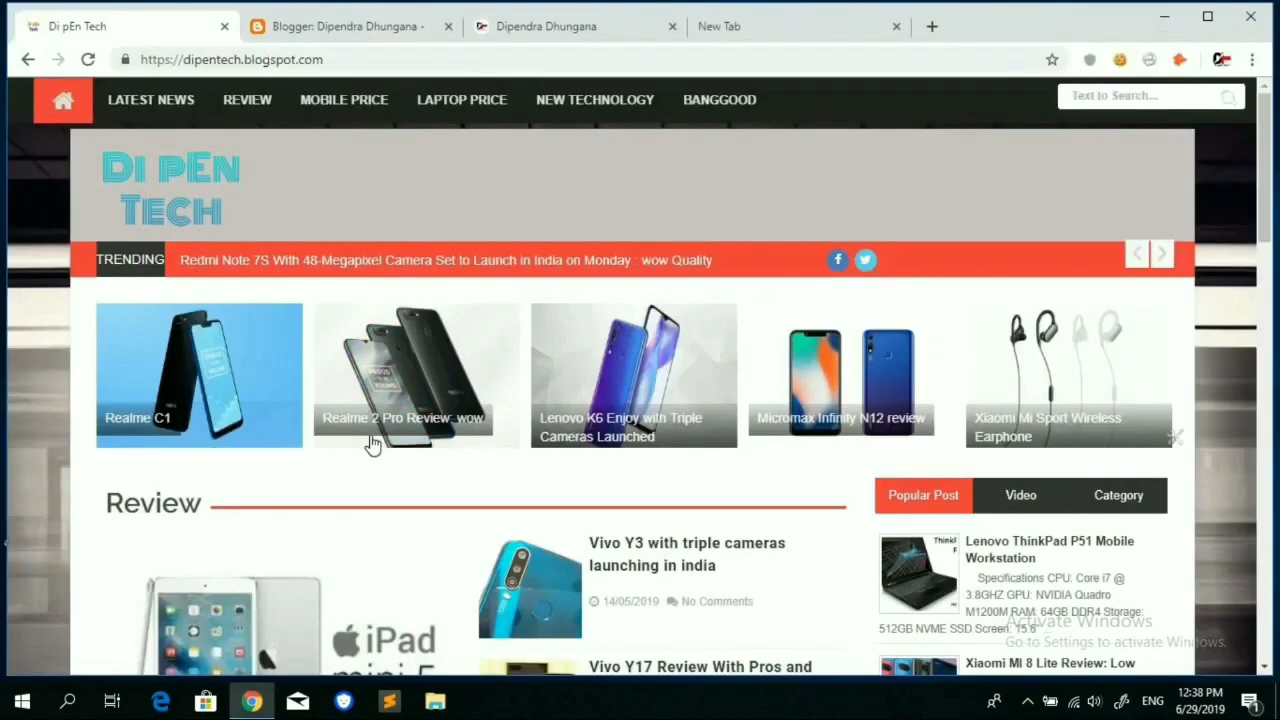 Di pEn Tech
Blogger: Dipendra Dhungana -
Dipendra Dhungana
New Tab
https://dipentech.blogspot.com
LATEST NEWS
REVIEW
MOBILE PRICE
LAPTOP PRICE
NEW TECHNOLOGY
BANGGOOD
Text to Search...
Di pEn
Tech
TRENDING
Redmi Note 7S With 48-Megapixel Camera Set to Launch in India on Monday : wow Quality
Realme C1
Realme 2 Pro Review: wow
Lenovo K6 Enjoy with Triple
Cameras Launched
Micromax Infinity N12 review
Xiaomi Mi Sport Wireless
Earphone
Review
Popular Post
Video
Category
Vivo Y3 with triple cameras
launching in india
14/05/2019
No Comments
iPad
mini 5
Vivo Y17 Review With Pros and
Lenovo ThinkPad P51 Mobile
Workstation
Specifications CPU: Core i7 @
3.8GHZ GPU: NVIDIA Quadro
M1200M RAM: 64GB DDR4 Storage:
512GB NVME SSD Screen: 15.6
Xiaomi MI 8 Lite Review: Low
Activate Windows
Go to Settings to activate Windows.
ENG
12:38 PM
6/29/2019